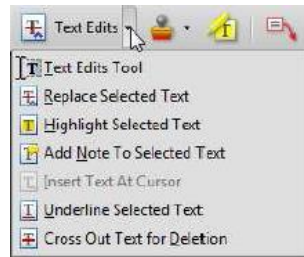 Text Edits
Text Edits Tool
Replace Selected Text
Highlight Selected Text
Add Note To Selected Text
Insert Text At Cursor
Underline Selected Text
Cross Out Text for Deletion